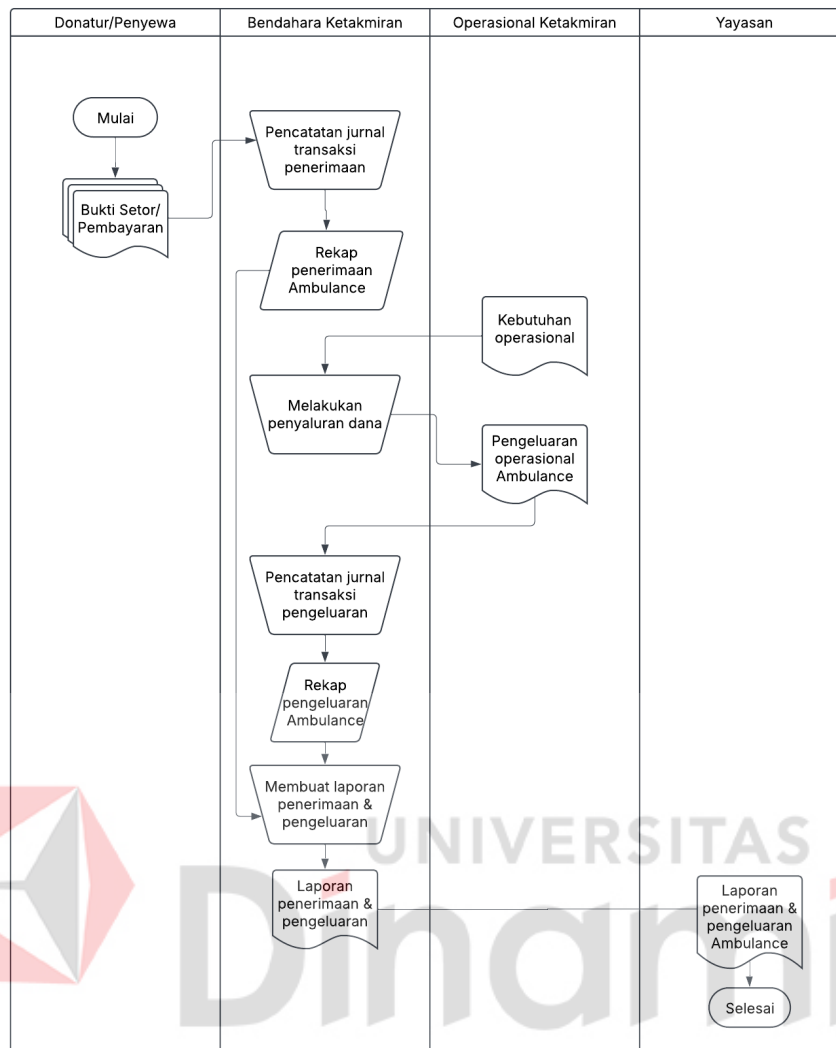 Donatur/Penyewa
Bendahara Ketakmiran
Operasional Ketakmiran
Yayasan
Mulai
Bukti Setor/
Pembayaran
Pencatatan jurnal
transaksi
penerimaan
Rekap
penerimaan
Ambulance
Kebutuhan
operasional
Melakukan
penyaluran dana
Pengeluaran
operasional
Ambulance
Pencatatan jurnal
transaksi
pengeluaran
Rekap
pengeluaran
Ambulance
Membuat laporan
penerimaan &
pengeluaran
UNIVERSITAS
Laporan
penerimaan &
pengeluaran
Laporan
penerimaan &
pengeluaran
Ambulance
Dinami
Selesai